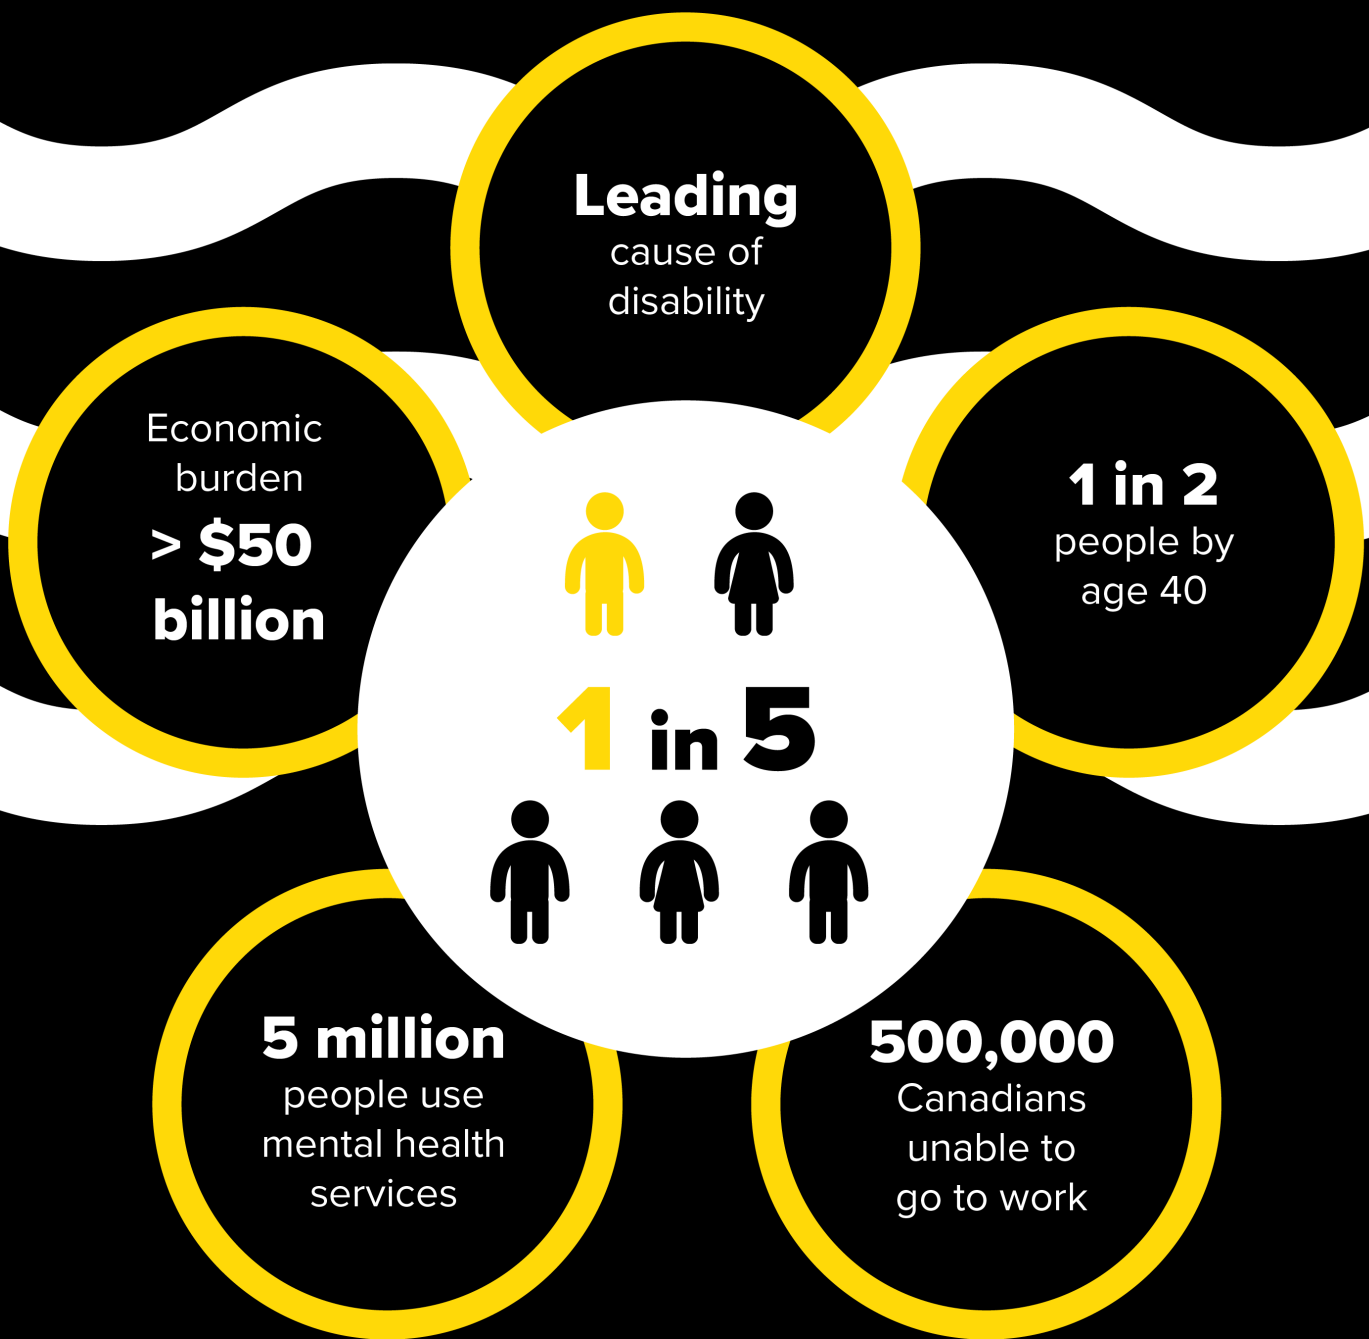 Leading
cause of
disability
Economic
burden
> $50
billion
1 in 2
people by
age 40
1 in 5
5 million
people use
mental health
services
500,000
Canadians
unable to
go to work